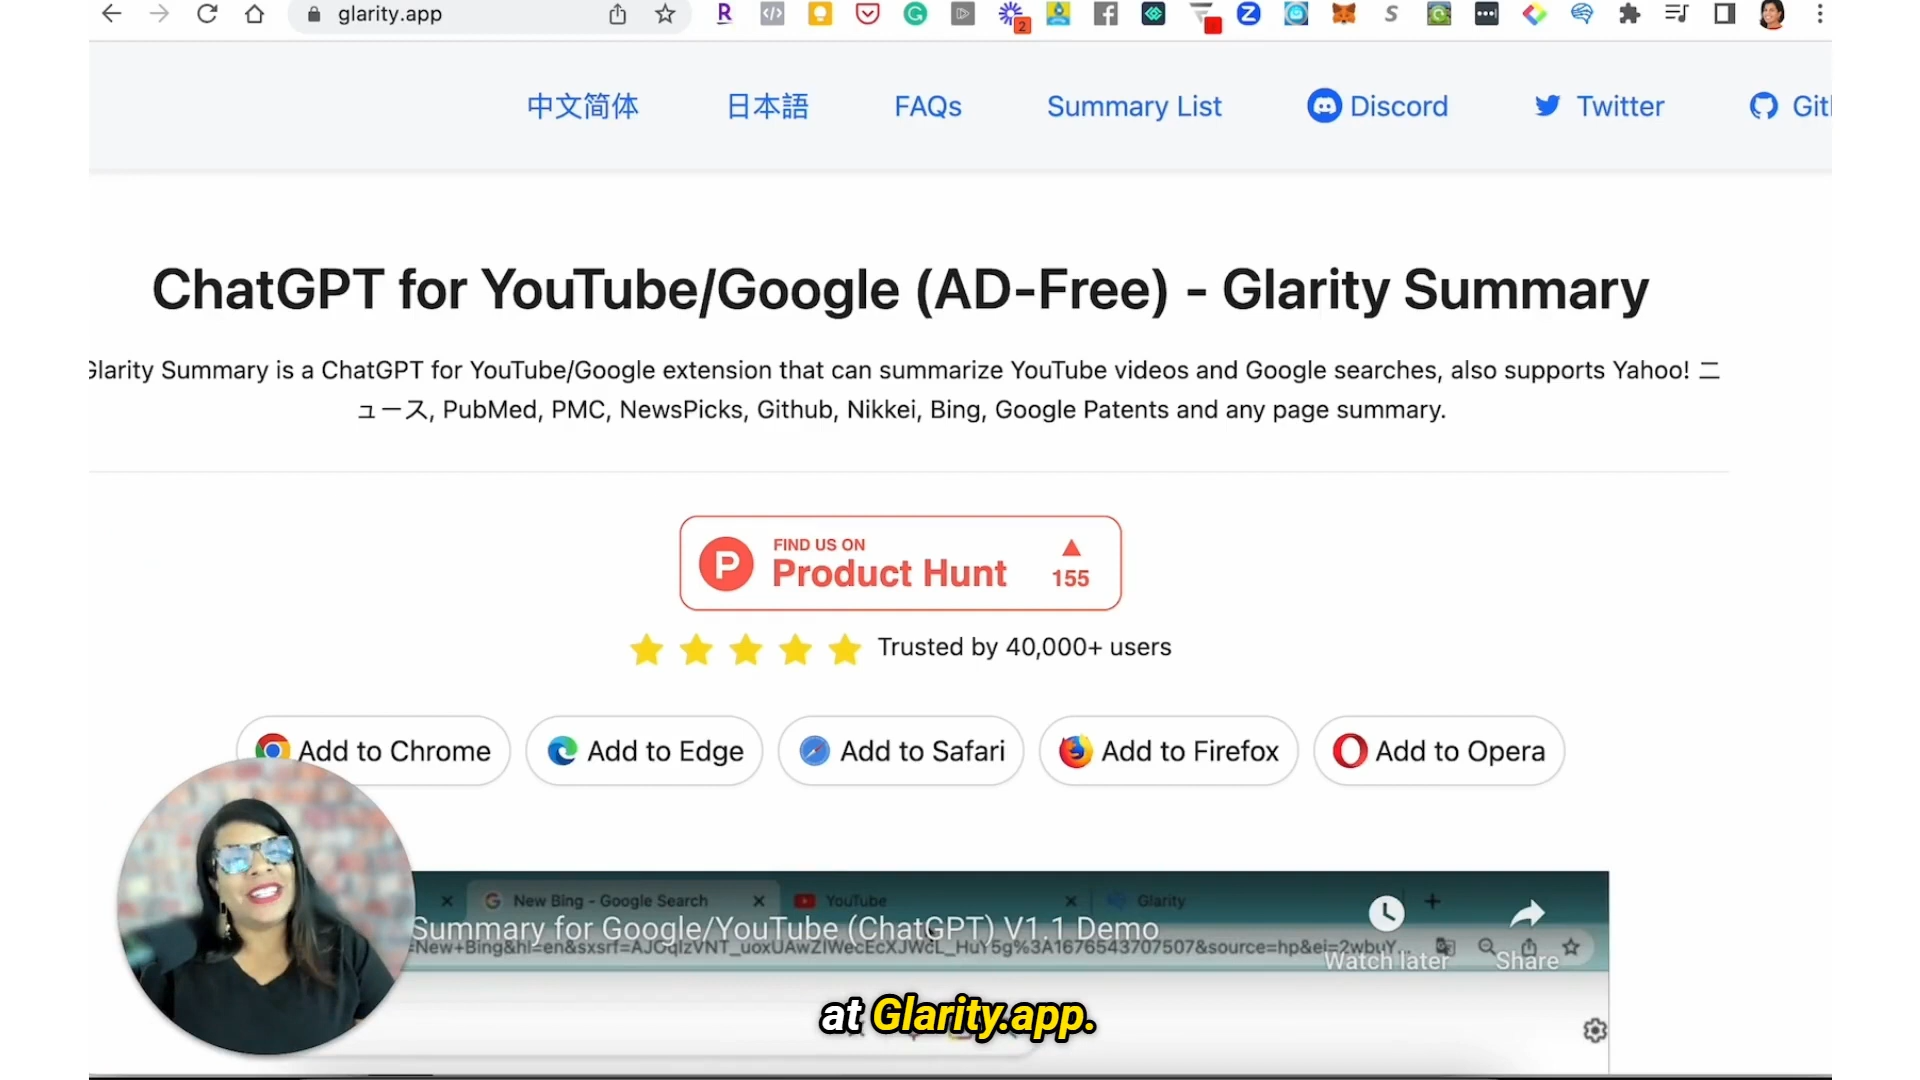 glarity.app
2
中文简体 日本語 FAQs Summary List Discord Twitter Gitl
ChatGPT for YouTube/Google (AD-Free) - Glarity Summary
Glarity Summary is a ChatGPT for YouTube/Google extension that can summarize YouTube videos and Google searches, also supports Yahoo! ニ
ュース, PubMed, PMC, NewsPicks, Github, Nikkei, Bing, Google Patents and any page summary.
FIND US ON
Product Hunt
155
Trusted by 40,000+ users
Add to Chrome Add to Edge Add to Safari Add to Firefox Add to Opera
New Bing - Google Search YouTube Glarity
Summary for Google/YouTube (ChatGPT) V1.1 Demo
Watch later Share
at Glarity.app.